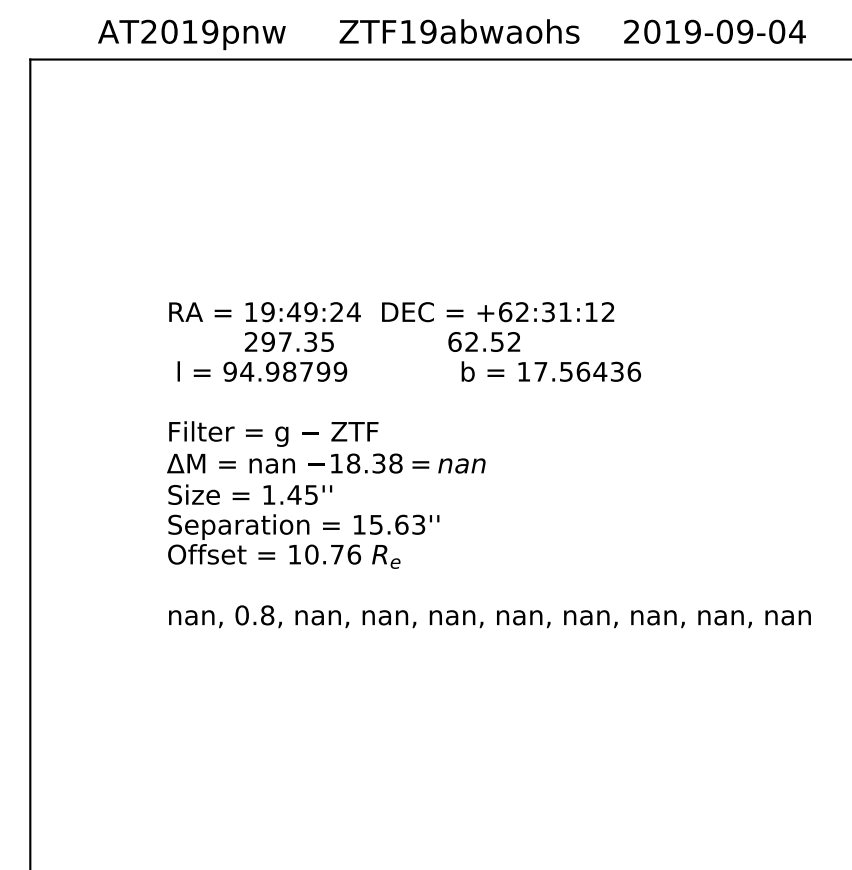 AT2019pnw ZTF19abwaohs 2019-09-04
RA = 19:49:24 DEC = +62:31:12
297.35 62.52
l = 94.98799 b = 17.56436
Filter = g − ZTF
ΔM = nan −18.38 = nan
Size = 1.45''
Separation = 15.63''
Offset = 10.76 Re
nan, 0.8, nan, nan, nan, nan, nan, nan, nan, nan